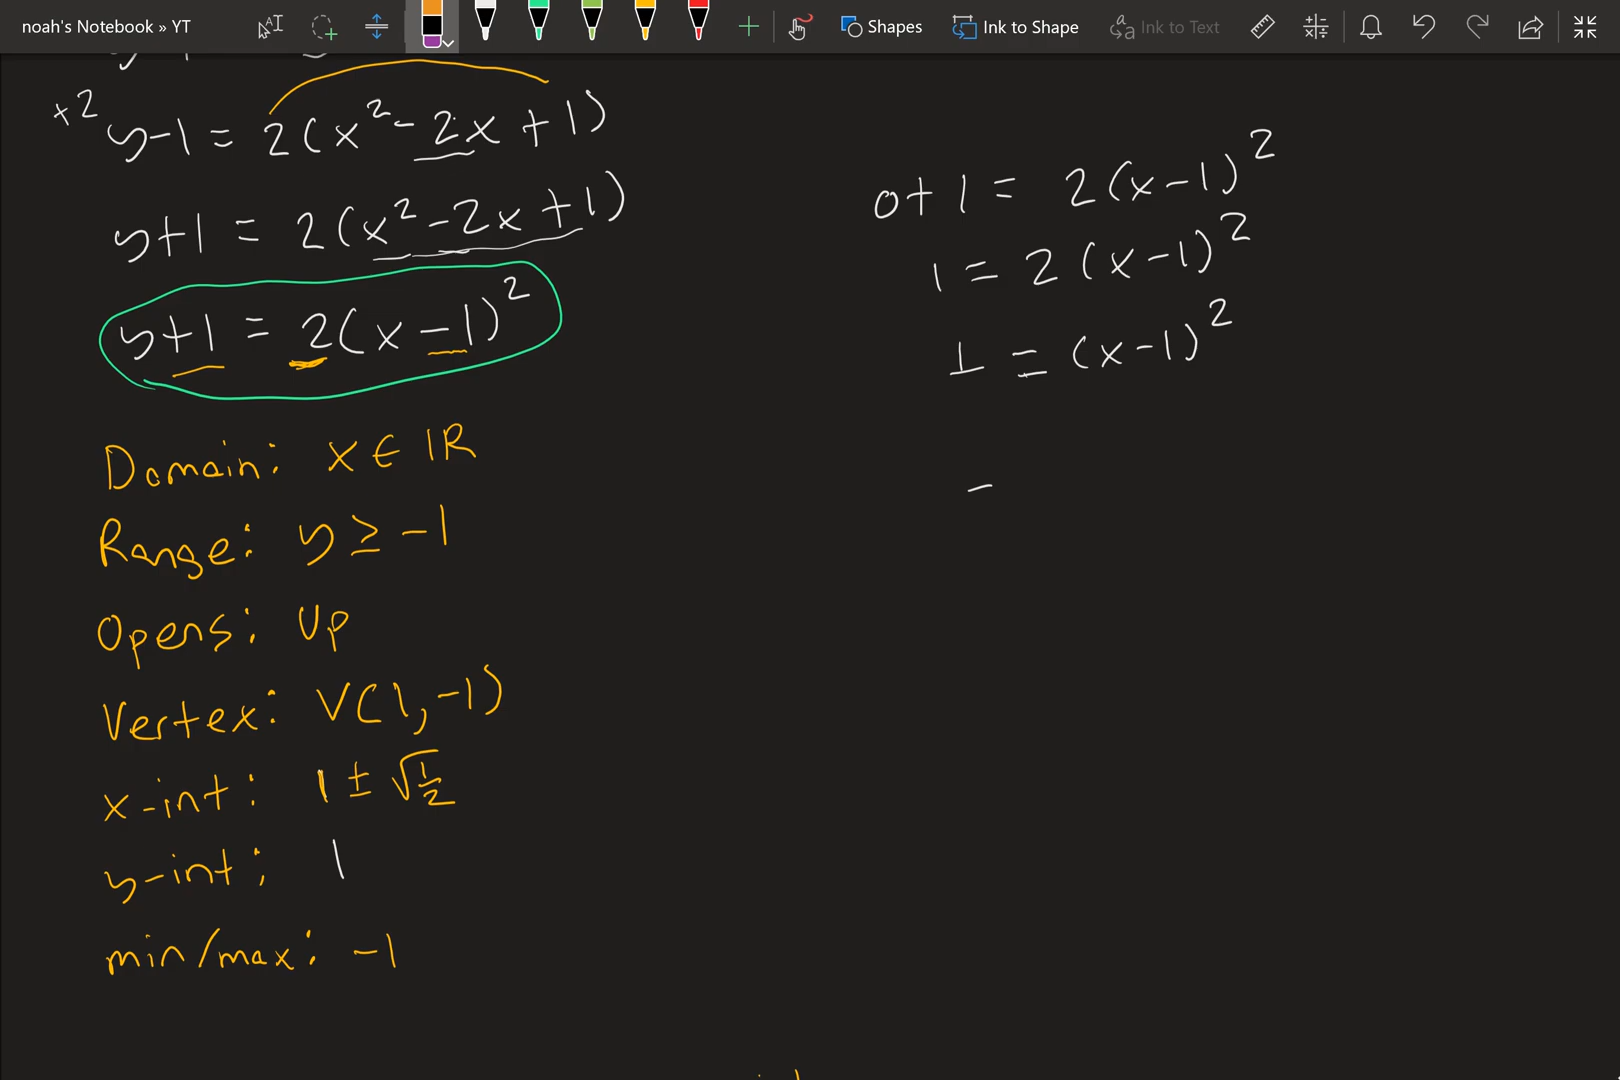 noah's Notebook » YT
Shapes
Ink to Shape
Ink to Text
+2
y-1 = 2(x²-2x+1)
y+1 = 2(x²-2x+1)
y+1 = 2(x-1)²
Domain: x ∈ ℝ
Range: y ≥ -1
Opens: Up
Vertex: V(1,-1)
x-int: 1 ± √1/2
y-int: 1
min/max: -1
0+1 = 2(x-1)²
1 = 2(x-1)²
1 = (x-1)²